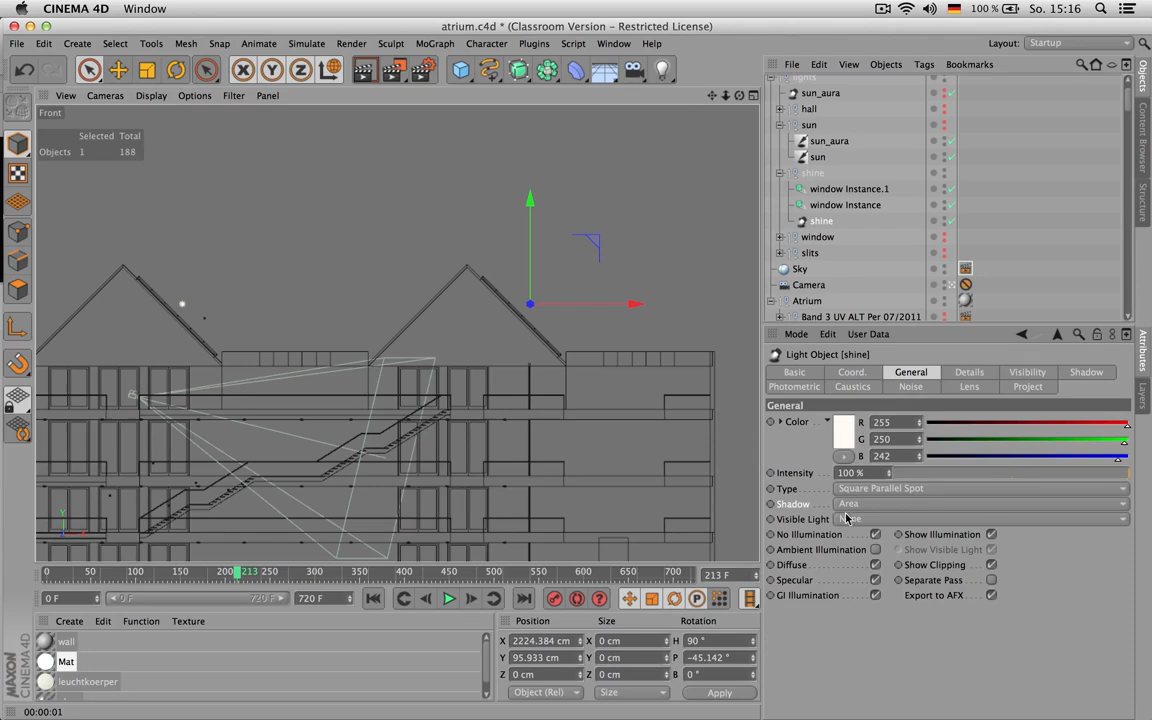 CINEMA 4D Window 100 % So. 15:16
atrium.c4d * (Classroom Version - Restricted License)
File Edit Create Select Tools Mesh Snap Animate Simulate Render Sculpt MoGraph Character Plugins Script Window Help Layout: Startup
X Y Z
File Edit View Objects Tags Bookmarks
View Cameras Display Options Filter Panel
Front
Selected Total
Objects 1 188
lights
sun_aura
hall
sun
sun_aura
sun
shine
window Instance.1
window Instance
shine
window
slits
Sky
Camera
Atrium
Band 3 UV ALT Per 07/2011
Objects
Content Browser
Structure
Attributes
Layers
Mode Edit User Data
Light Object [shine]
Basic Coord. General Details Visibility Shadow
Photometric Caustics Noise Lens Project
General
Color R 255
G 250
B 242
Intensity 100 %
Type Square Parallel Spot
Shadow Area
Visible Light None
No Illumination Show Illumination
Ambient Illumination Show Visible Light
Diffuse Show Clipping
Specular Separate Pass
GI Illumination Export to AFX
Y
0 50 100 150 200 213 250 300 350 400 450 500 550 600 650 700 213 F
0 F 0 F 720 F 720 F
P
Create Edit Function Texture
wall
Mat
leuchtkoerper
Position Size Rotation
X 2224.384 cm X 0 cm H 90 °
Y 95.933 cm Y 0 cm P -45.142 °
Z 0 cm Z 0 cm B 0 °
Object (Rel) Size Apply
MAXON CINEMA 4D
00:00:01